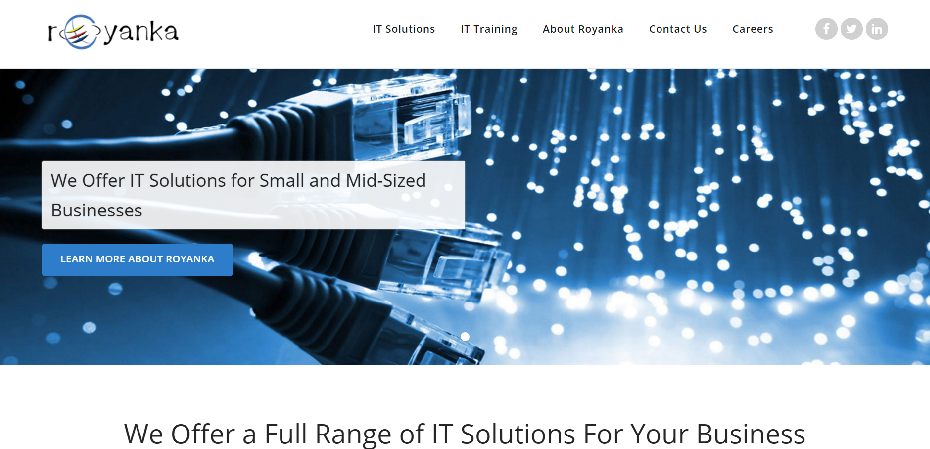 royanka
IT Solutions
IT Training
About Royanka
Contact Us
Careers
We Offer IT Solutions for Small and Mid-Sized
Businesses
LEARN MORE ABOUT ROYANKA
We Offer a Full Range of IT Solutions For Your Business